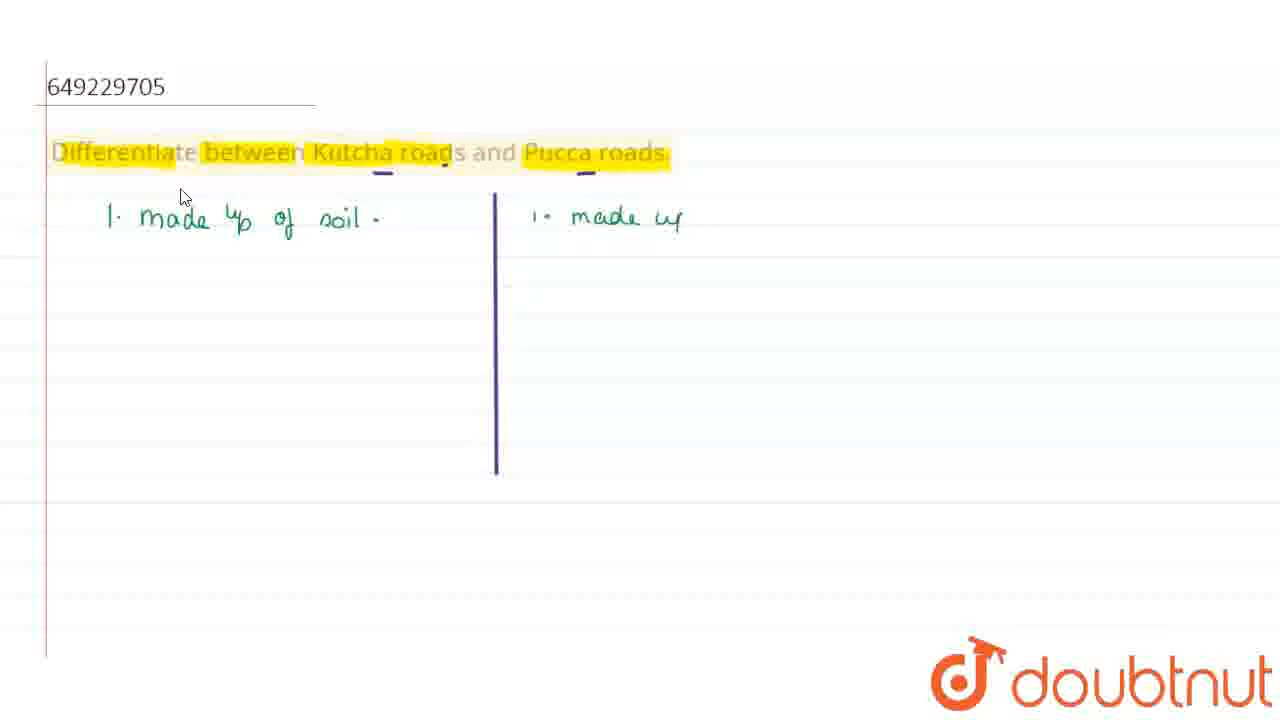 649229705
Differentiate between Kutcha roads and Pucca roads.
1. made up of soil.
1. made up
doubtnut